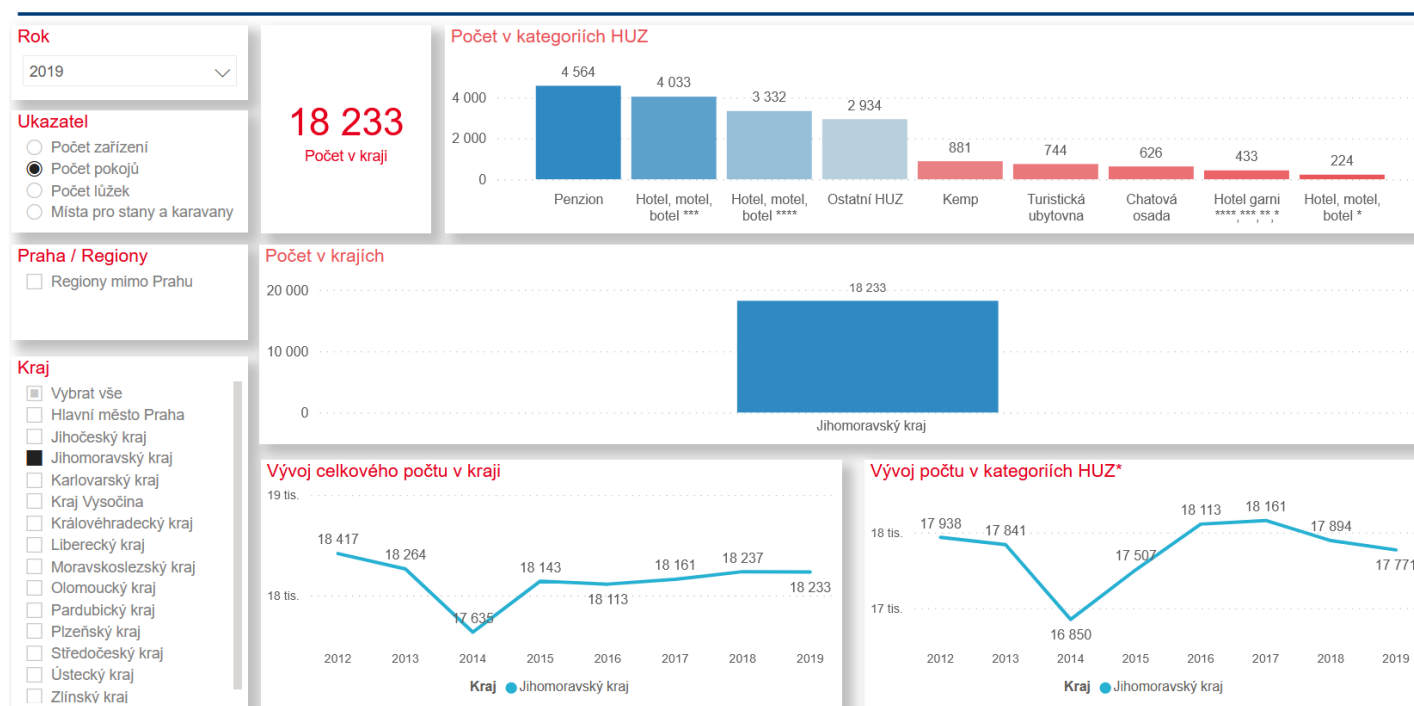 Rok
2019
Ukazatel
Počet zařízení
Počet pokojů
Počet lůžek
Místa pro stany a karavany
Praha / Regiony
Regiony mimo Prahu
Kraj
Vybrat vše
Hlavní město Praha
Jihočeský kraj
Jihomoravský kraj
Karlovarský kraj
Kraj Vysočina
Královéhradecký kraj
Liberecký kraj
Moravskoslezský kraj
Olomoucký kraj
Pardubický kraj
Plzeňský kraj
Středočeský kraj
Ústecký kraj
Zlínský kraj
18 233
Počet v kraji
Počet v kategoriích HUZ
4 000
2 000
0
4 564
4 033
3 332
2 934
881
744
626
433
224
Penzion
Hotel, motel,
botel ***
Hotel, motel,
botel ****
Ostatní HUZ
Kemp
Turistická
ubytovna
Chatová
osada
Hotel garni
****,***,**,*
Hotel, motel,
botel *
Počet v krajích
20 000
10 000
0
18 233
Jihomoravský kraj
Vývoj celkového počtu v kraji
19 tis.
18 tis.
18 417
18 264
17 635
18 143
18 113
18 161
18 237
18 233
2012 2013 2014 2015 2016 2017 2018 2019
Kraj Jihomoravský kraj
Vývoj počtu v kategoriích HUZ*
18 tis.
17 tis.
17 938
17 841
16 850
17 507
18 113
18 161
17 894
17 771
2012 2013 2014 2015 2016 2017 2018 2019
Kraj Jihomoravský kraj